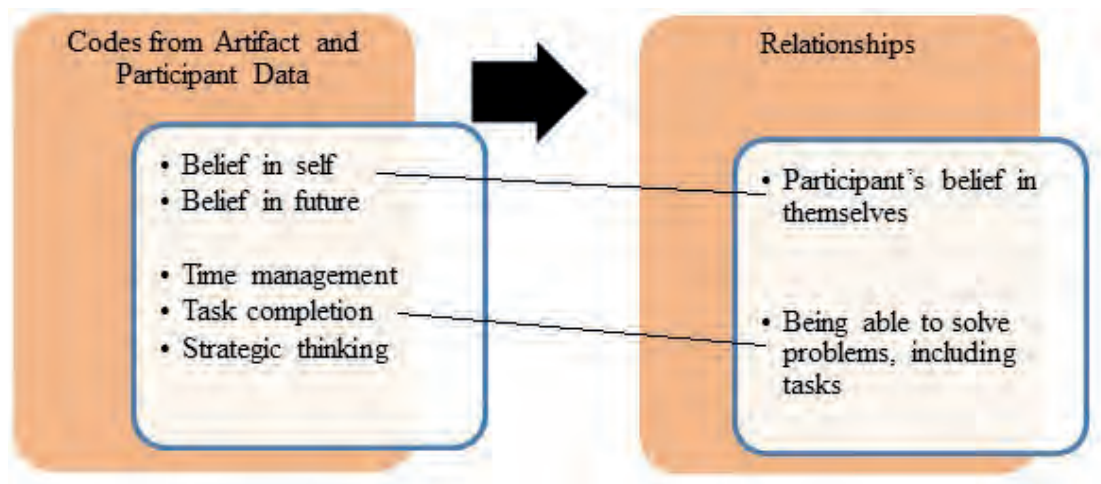 Codes from Artifact and
Participant Data
• Belief in self
• Belief in future
• Time management
• Task completion
• Strategic thinking
Relationships
• Participant's belief in
themselves
• Being able to solve
problems, including
tasks